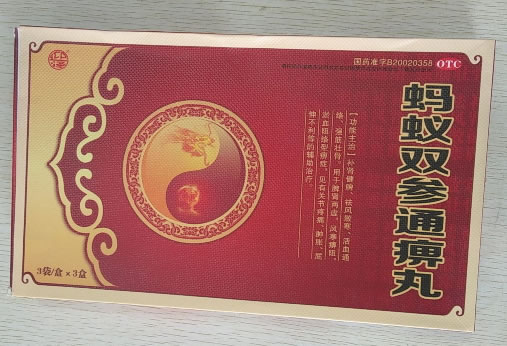 国药准字B20020358 OTC
蚂蚁双参通痹丸
【功能主治】补肾健脾、祛风散寒、活血通
络、强筋壮骨。用于脾肾两虚、风寒痹阻、
淤血阻络型痹症。见有关节疼痛、肿胀、屈
伸不利等的辅助治疗
3袋/盒×3盒